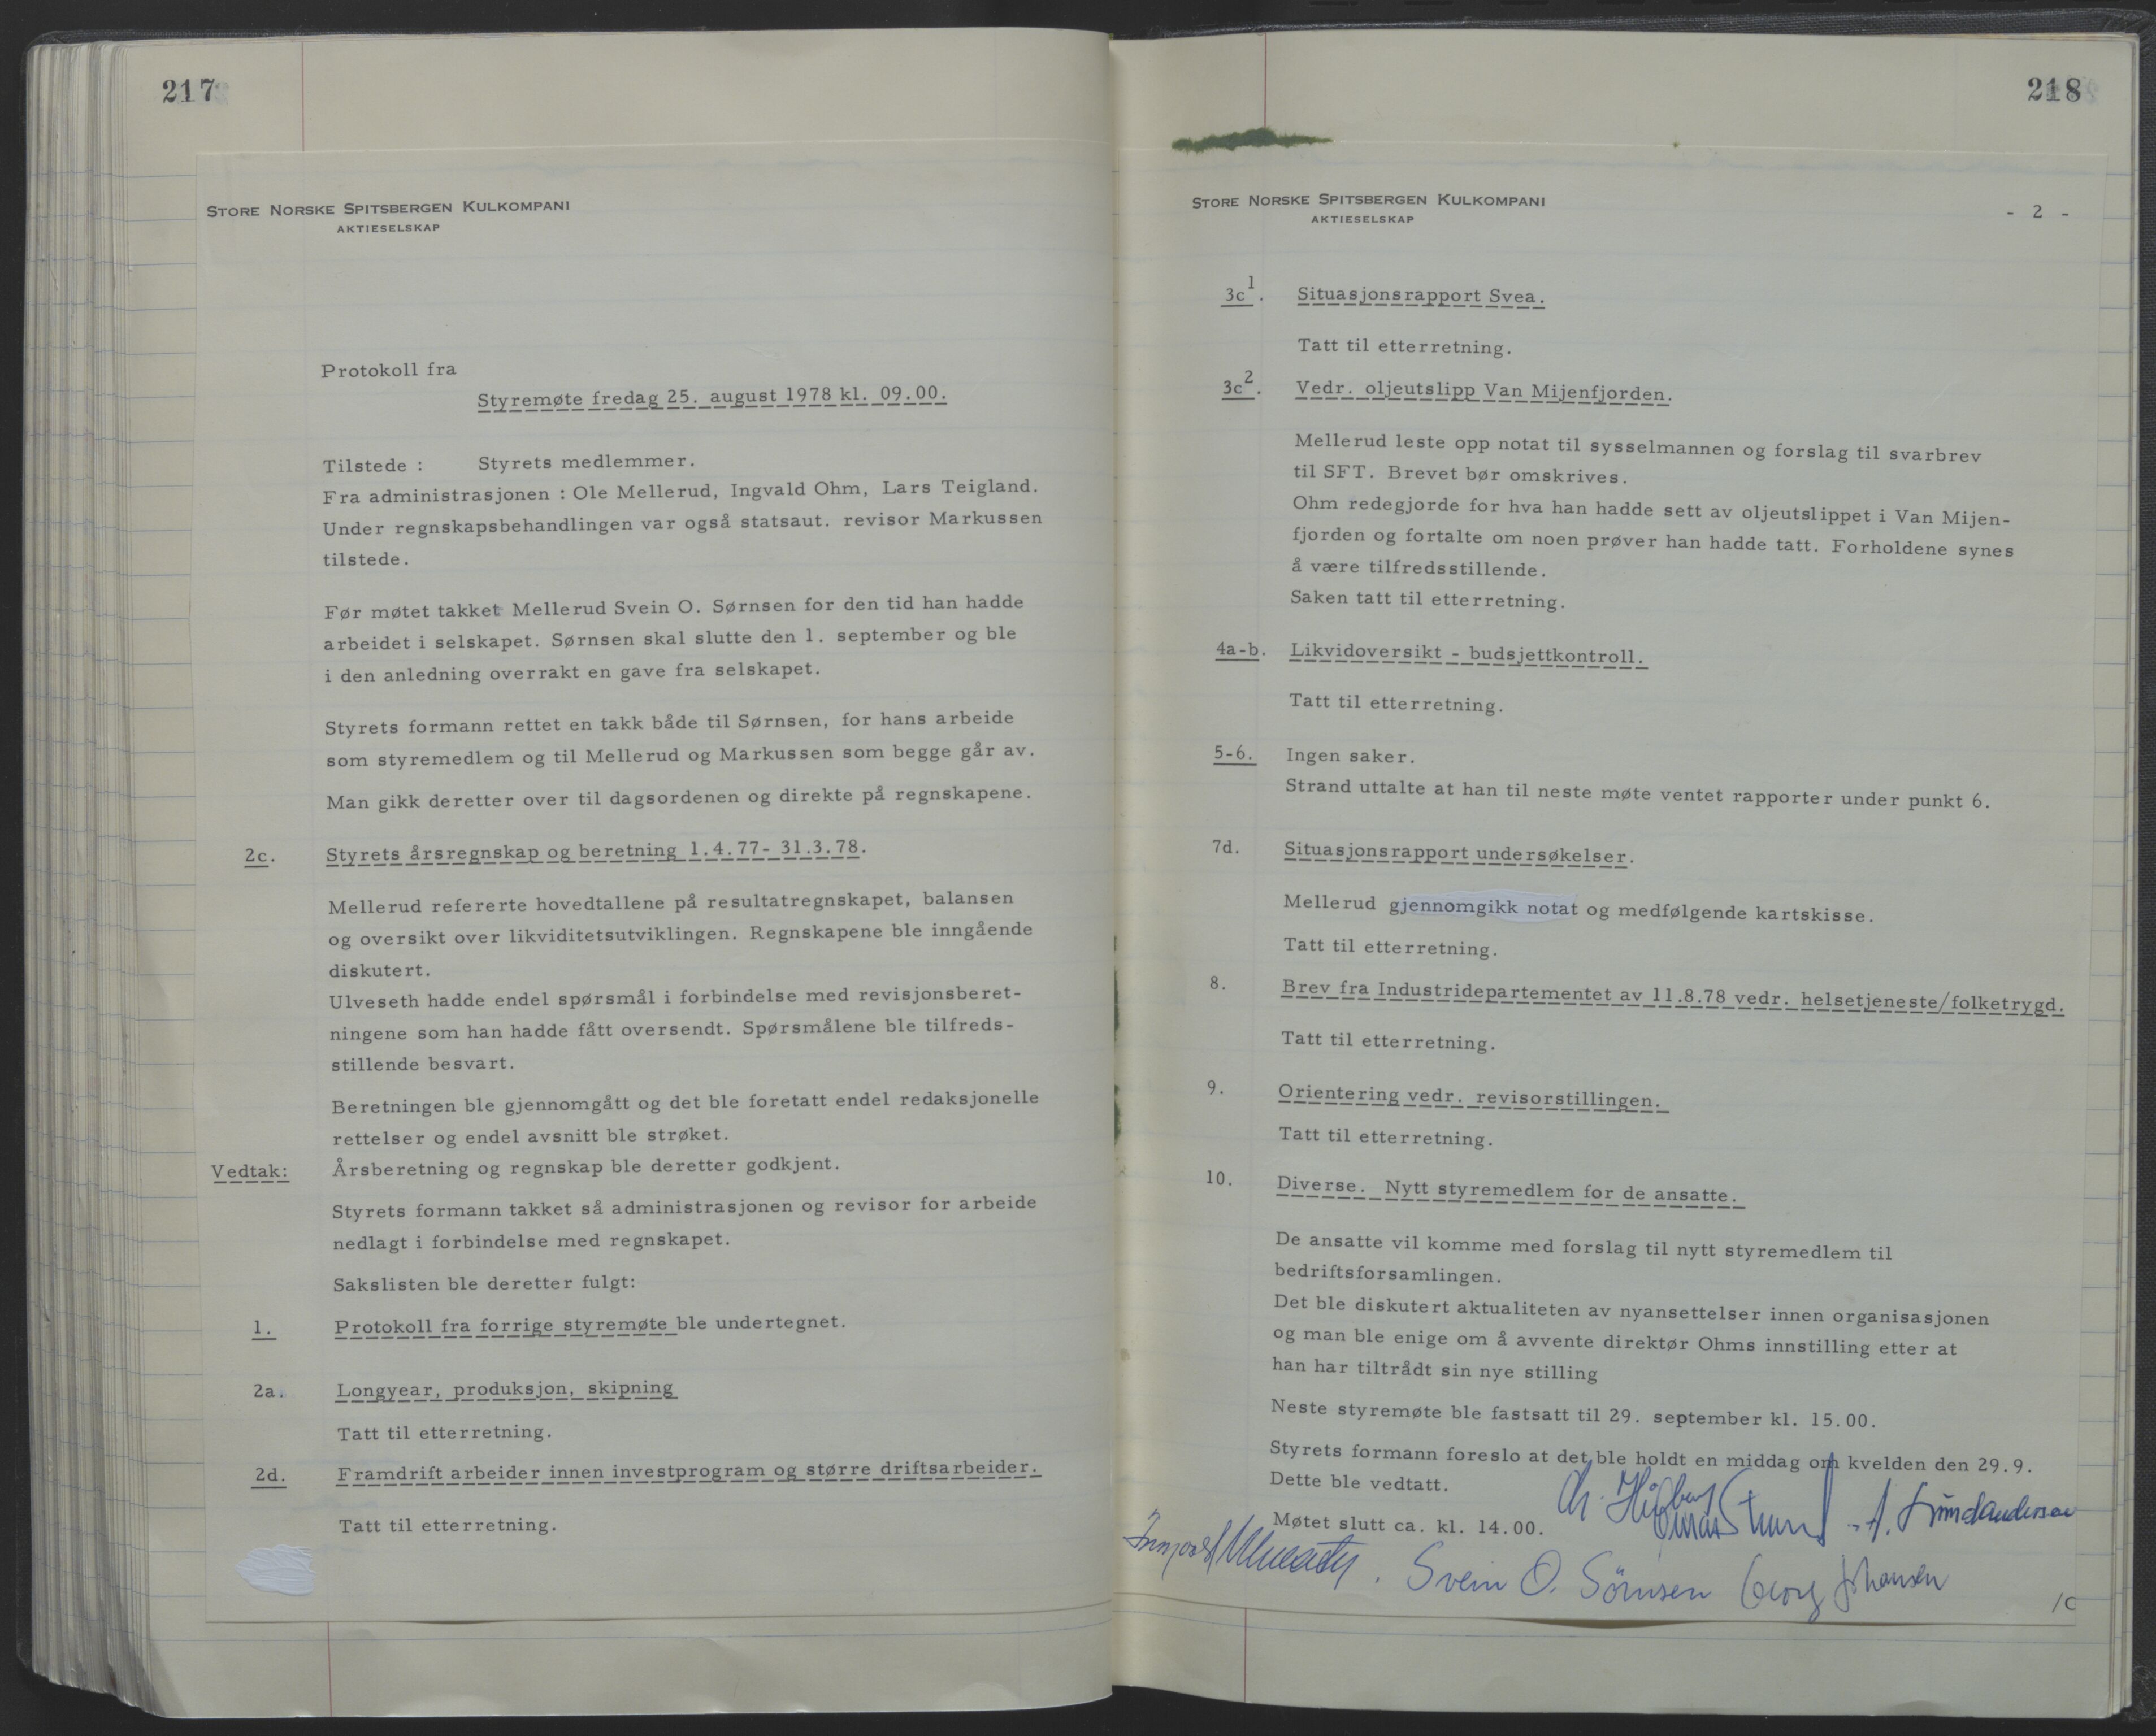 217
STORE NORSKE SPITSBERGEN KULKOMPANI
AKTIESELSKAP
Protokoll fra
Styremøte fredag 25. august 1978 kl. 09.00.
Tilstede : Styrets medlemmer.
Fra administrasjonen : Ole Mellerud, Ingvald Ohm, Lars Teigland.
Under regnskapsbehandlingen var også statsaut. revisor Markussen
tilstede.
Før møtet takket Mellerud Svein O. Sørnsen for den tid han hadde
arbeidet i selskapet. Sørnsen skal slutte den 1. september og ble
i den anledning overrakt en gave fra selskapet.
Styrets formann rettet en takk både til Sørnsen, for hans arbeide
som styremedlem og til Mellerud og Markussen som begge går av.
Man gikk deretter over til dagsordenen og direkte på regnskapene.
2c. Styrets årsregnskap og beretning 1.4.77- 31.3.78.
Mellerud refererte hovedtallene på resultatregnskapet, balansen
og oversikt over likviditetsutviklingen. Regnskapene ble inngående
diskutert.
Ulveseth hadde endel spørsmål i forbindelse med revisjonsberet-
ningene som han hadde fått oversendt. Spørsmålene ble tilfreds-
stillende besvart.
Beretningen ble gjennomgått og det ble foretatt endel redaksjonelle
rettelser og endel avsnitt ble strøket.
Vedtak: Årsberetning og regnskap ble deretter godkjent.
Styrets formann takket så administrasjonen og revisor for arbeide
nedlagt i forbindelse med regnskapet.
Sakslisten ble deretter fulgt:
1. Protokoll fra forrige styremøte ble undertegnet.
2a. Longyear, produksjon, skipning
Tatt til etterretning.
2d. Framdrift arbeider innen investprogram og større driftsarbeider.
Tatt til etterretning.
218
STORE NORSKE SPITSBERGEN KULKOMPANI
AKTIESELSKAP
- 2 -
3c1. Situasjonsrapport Svea.
Tatt til etterretning.
3c2. Vedr. oljeutslipp Van Mijenfjorden.
Mellerud leste opp notat til sysselmannen og forslag til svarbrev
til SFT. Brevet bør omskrives.
Ohm redegjorde for hva han hadde sett av oljeutslippet i Van Mijen-
fjorden og fortalte om noen prøver han hadde tatt. Forholdene synes
å være tilfredsstillende.
Saken tatt til etterretning.
4a-b. Likvidoversikt - budsjettkontroll.
Tatt til etterretning.
5-6. Ingen saker.
Strand uttalte at han til neste møte ventet rapporter under punkt 6.
7d. Situasjonsrapport undersøkelser.
Mellerud gjennomgikk notat og medfølgende kartskisse.
Tatt til etterretning.
8. Brev fra Industridepartementet av 11.8.78 vedr. helsetjeneste/folketrygd.
Tatt til etterretning.
9. Orientering vedr. revisorstillingen.
Tatt til etterretning.
10. Diverse. Nytt styremedlem for de ansatte.
De ansatte vil komme med forslag til nytt styremedlem til
bedriftsforsamlingen.
Det ble diskutert aktualiteten av nyansettelser innen organisasjonen
og man ble enige om å avvente direktør Ohms innstilling etter at
han har tiltrådt sin nye stilling
Neste styremøte ble fastsatt til 29. september kl. 15.00.
Styrets formann foreslo at det ble holdt en middag om kvelden den 29.9.
Dette ble vedtatt.
Møtet slutt ca. kl. 14.00.
Svein O. Sörnsen Georg Johansen